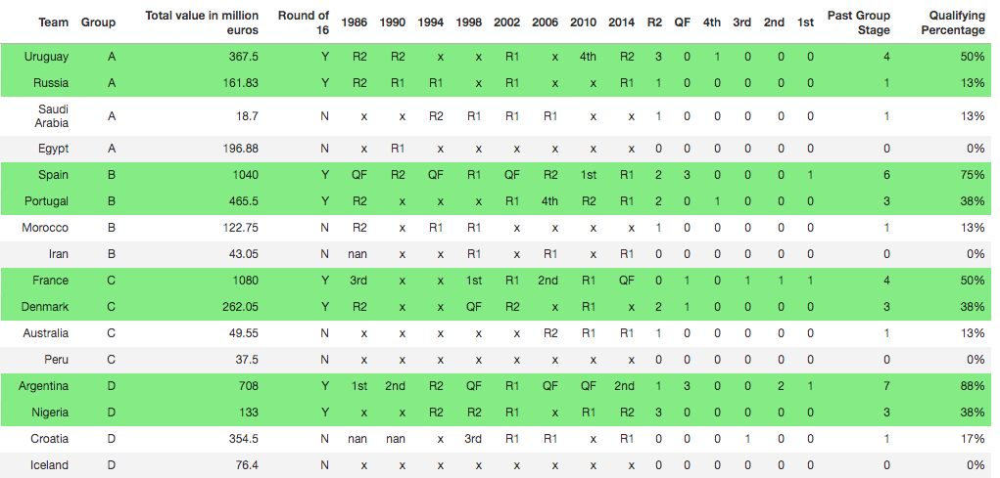 Team Group Total value in million euros Round of 16 1986 1990 1994 1998 2002 2006 2010 2014 R2 QF 4th 3rd 2nd 1st Past Group Stage Qualifying Percentage
Uruguay A 367.5 Y R2 R2 x x R1 x 4th R2 3 0 1 0 0 0 4 50%
Russia A 161.83 Y R2 R1 R1 x R1 x x R1 1 0 0 0 0 0 1 13%
Saudi Arabia A 18.7 N x x R2 R1 R1 R1 x x 1 0 0 0 0 0 1 13%
Egypt A 196.88 N x R1 x x x x x x 0 0 0 0 0 0 0 0%
Spain B 1040 Y QF R2 QF R1 QF R2 1st R1 2 3 0 0 0 1 6 75%
Portugal B 465.5 Y R2 x x x R1 4th R2 R1 2 0 1 0 0 0 3 38%
Morocco B 122.75 N R2 x R1 R1 x x x x 1 0 0 0 0 0 1 13%
Iran B 43.05 N nan x x R1 x R1 x R1 0 0 0 0 0 0 0 0%
France C 1080 Y 3rd x x 1st R1 2nd R1 QF 0 1 0 1 1 1 4 50%
Denmark C 262.05 Y R2 x x QF R2 x R1 x 2 1 0 0 0 0 3 38%
Australia C 49.55 N x x x x x R2 R1 R1 1 0 0 0 0 0 1 13%
Peru C 37.5 N x x x x x x x x 0 0 0 0 0 0 0 0%
Argentina D 708 Y 1st 2nd R2 QF R1 QF QF 2nd 1 3 0 0 2 1 7 88%
Nigeria D 133 Y x x R2 R2 R1 x R1 R2 3 0 0 0 0 0 3 38%
Croatia D 354.5 N nan nan x 3rd R1 R1 x R1 0 0 0 1 0 0 1 17%
Iceland D 76.4 N x x x x x x x x 0 0 0 0 0 0 0 0%